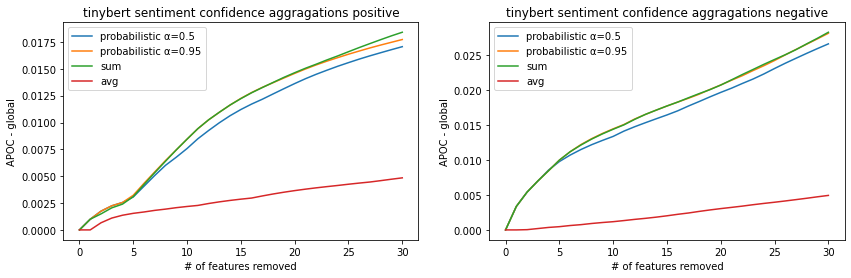 tinybert sentiment confidence aggragations positive
probabilistic α=0.5
probabilistic α=0.95
sum
avg
APOC - global
0.0175
0.0150
0.0125
0.0100
0.0075
0.0050
0.0025
0.0000
0 5 10 15 20 25 30
# of features removed
tinybert sentiment confidence aggragations negative
probabilistic α=0.5
probabilistic α=0.95
sum
avg
APOC - global
0.025
0.020
0.015
0.010
0.005
0.000
0 5 10 15 20 25 30
# of features removed